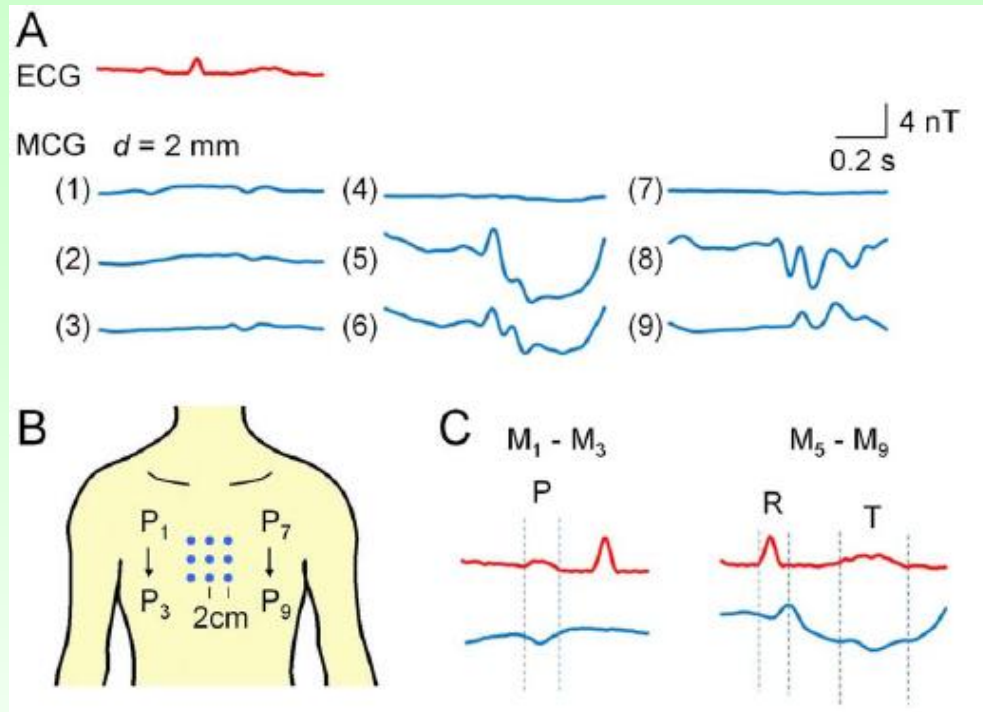 A
ECG
MCG d = 2 mm
4 nT
0.2 s
(1) (4) (7)
(2) (5) (8)
(3) (6) (9)
B
P₁ P₇
P₃ P₉
2cm
C
M₁ - M₃ M₅ - M₉
P R T